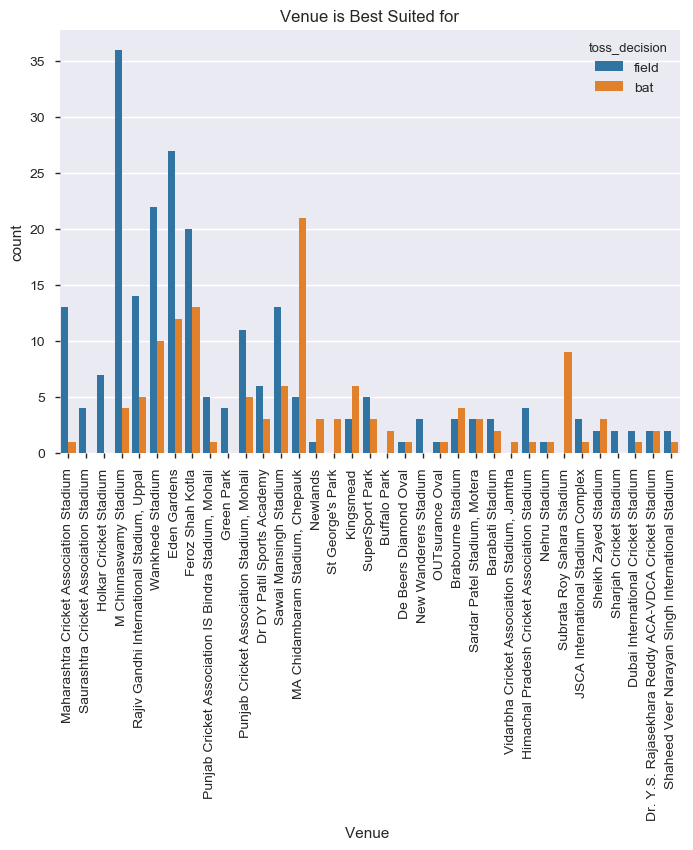 Venue is Best Suited for
toss_decision
field
bat
35
30
25
20
15
10
5
0
count
Maharashtra Cricket Association Stadium
Saurashtra Cricket Association Stadium
Holkar Cricket Stadium
M Chinnaswamy Stadium
Rajiv Gandhi International Stadium, Uppal
Wankhede Stadium
Eden Gardens
Feroz Shah Kotla
Punjab Cricket Association IS Bindra Stadium, Mohali
Green Park
Punjab Cricket Association Stadium, Mohali
Dr DY Patil Sports Academy
Sawai Mansingh Stadium
MA Chidambaram Stadium, Chepauk
Newlands
St George's Park
Kingsmead
SuperSport Park
Buffalo Park
De Beers Diamond Oval
New Wanderers Stadium
OUTsurance Oval
Brabourne Stadium
Sardar Patel Stadium, Motera
Barabati Stadium
Vidarbha Cricket Association Stadium, Jamtha
Himachal Pradesh Cricket Association Stadium
Nehru Stadium
Subrata Roy Sahara Stadium
JSCA International Stadium Complex
Sheikh Zayed Stadium
Sharjah Cricket Stadium
Dubai International Cricket Stadium
Dr. Y.S. Rajasekhara Reddy ACA-VDCA Cricket Stadium
Shaheed Veer Narayan Singh International Stadium
Venue